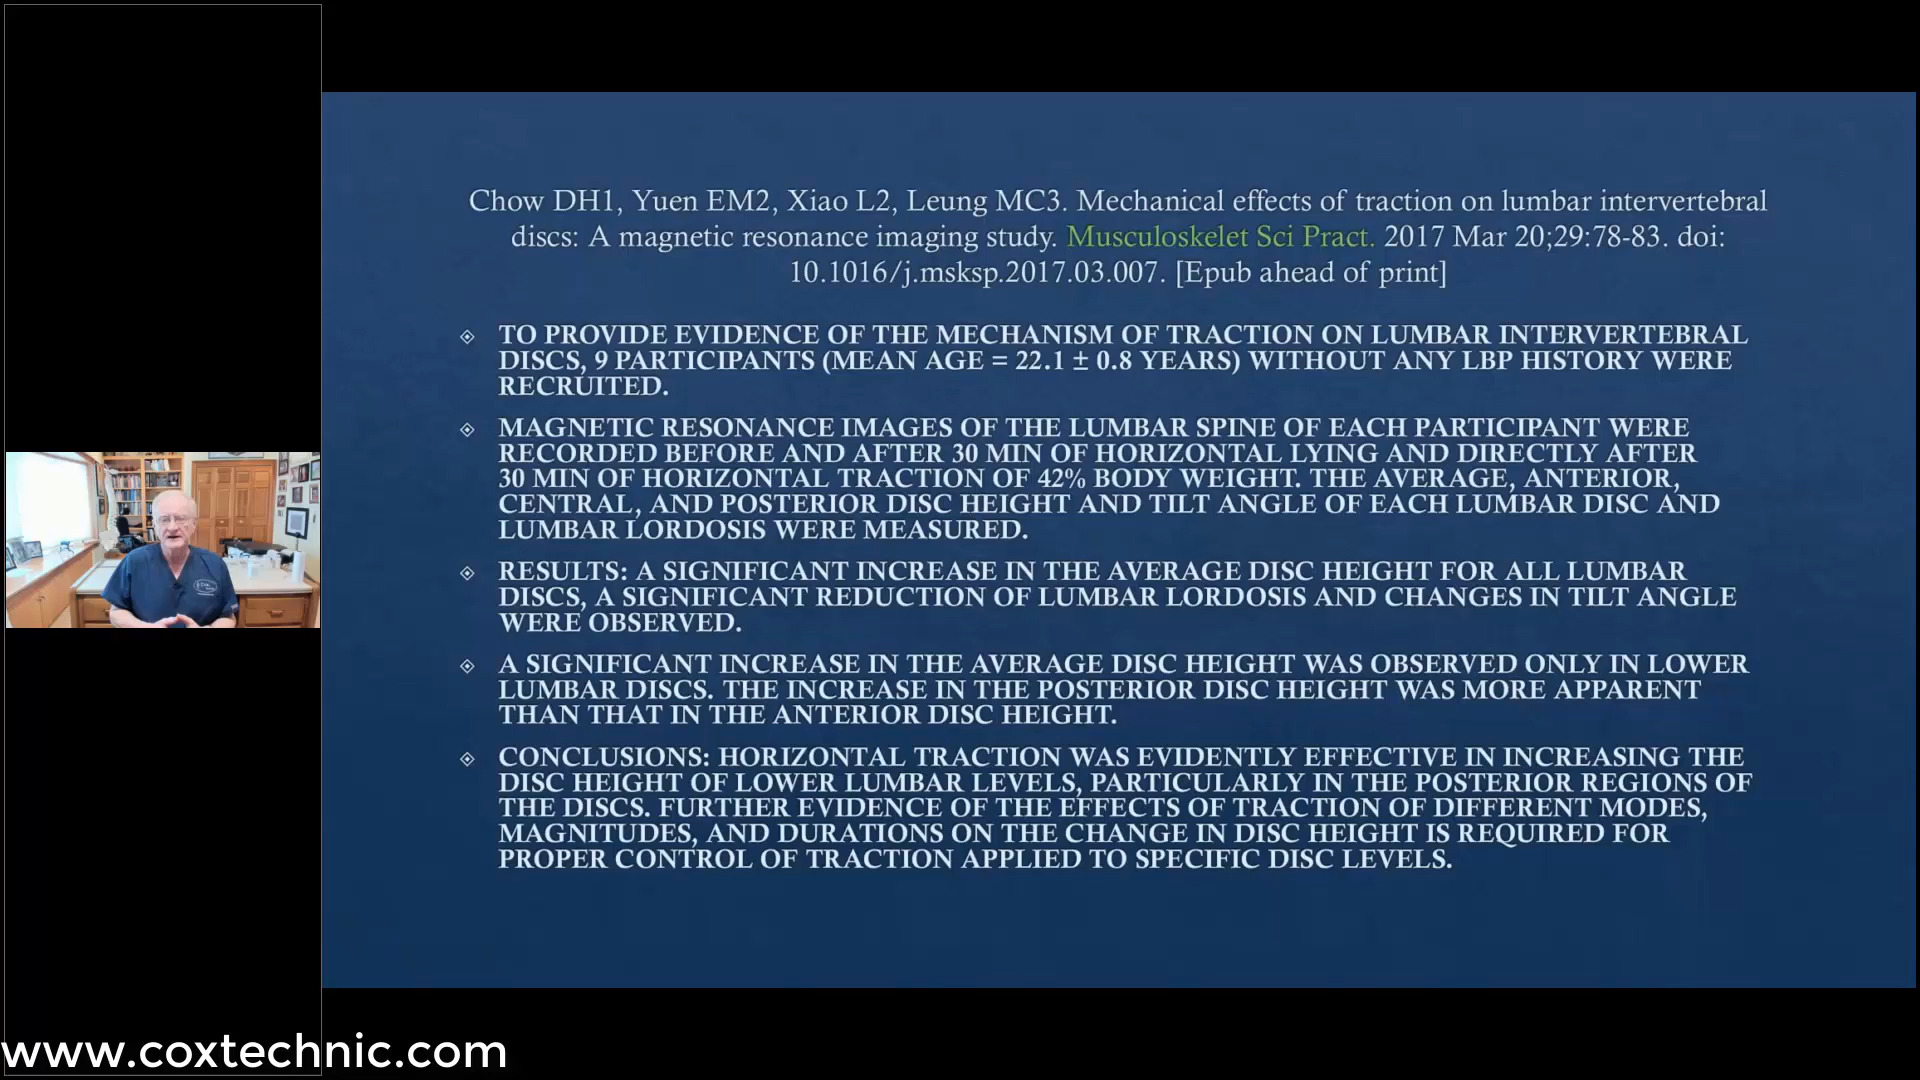 Chow DH1, Yuen EM2, Xiao L2, Leung MC3. Mechanical effects of traction on lumbar intervertebral
discs: A magnetic resonance imaging study. Musculoskelet Sci Pract. 2017 Mar 20;29:78-83. doi:
10.1016/j.msksp.2017.03.007. [Epub ahead of print]
TO PROVIDE EVIDENCE OF THE MECHANISM OF TRACTION ON LUMBAR INTERVERTEBRAL
DISCS, 9 PARTICIPANTS (MEAN AGE = 22.1 ± 0.8 YEARS) WITHOUT ANY LBP HISTORY WERE
RECRUITED.
MAGNETIC RESONANCE IMAGES OF THE LUMBAR SPINE OF EACH PARTICIPANT WERE
RECORDED BEFORE AND AFTER 30 MIN OF HORIZONTAL LYING AND DIRECTLY AFTER
30 MIN OF HORIZONTAL TRACTION OF 42% BODY WEIGHT. THE AVERAGE, ANTERIOR,
CENTRAL, AND POSTERIOR DISC HEIGHT AND TILT ANGLE OF EACH LUMBAR DISC AND
LUMBAR LORDOSIS WERE MEASURED.
RESULTS: A SIGNIFICANT INCREASE IN THE AVERAGE DISC HEIGHT FOR ALL LUMBAR
DISCS, A SIGNIFICANT REDUCTION OF LUMBAR LORDOSIS AND CHANGES IN TILT ANGLE
WERE OBSERVED.
A SIGNIFICANT INCREASE IN THE AVERAGE DISC HEIGHT WAS OBSERVED ONLY IN LOWER
LUMBAR DISCS. THE INCREASE IN THE POSTERIOR DISC HEIGHT WAS MORE APPARENT
THAN THAT IN THE ANTERIOR DISC HEIGHT.
CONCLUSIONS: HORIZONTAL TRACTION WAS EVIDENTLY EFFECTIVE IN INCREASING THE
DISC HEIGHT OF LOWER LUMBAR LEVELS, PARTICULARLY IN THE POSTERIOR REGIONS OF
THE DISCS. FURTHER EVIDENCE OF THE EFFECTS OF TRACTION OF DIFFERENT MODES,
MAGNITUDES, AND DURATIONS ON THE CHANGE IN DISC HEIGHT IS REQUIRED FOR
PROPER CONTROL OF TRACTION APPLIED TO SPECIFIC DISC LEVELS.
www.coxtechnic.com